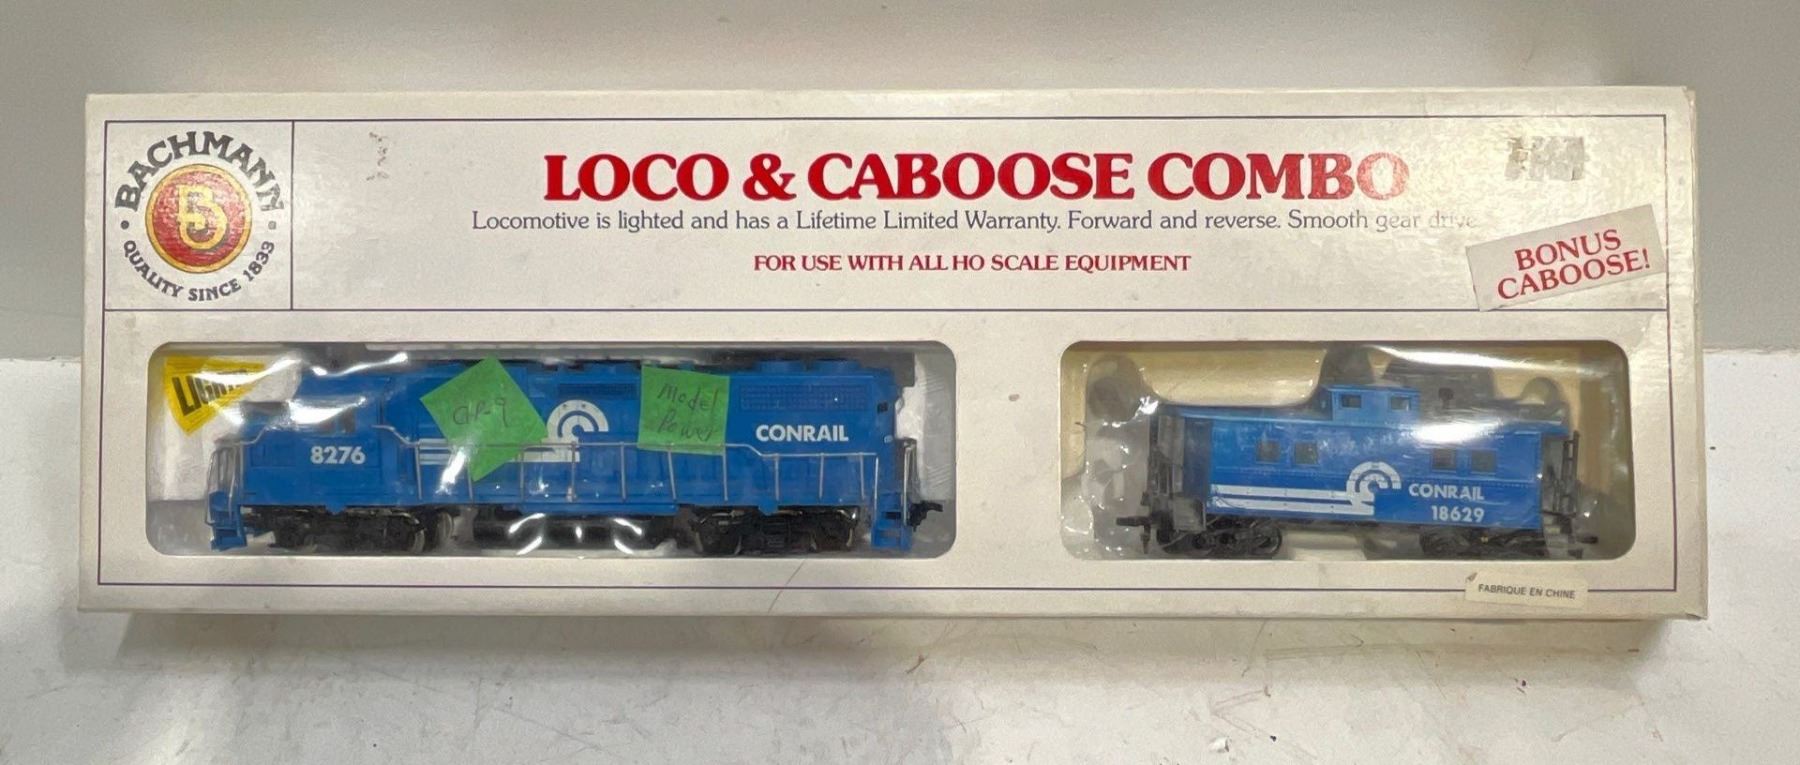 BACHMANN
B
QUALITY SINCE 1833
LOCO & CABOOSE COMBO
Locomotive is lighted and has a Lifetime Limited Warranty. Forward and reverse. Smooth gear drive
FOR USE WITH ALL HO SCALE EQUIPMENT
BONUS
CABOOSE!
GP-9
Model
Power
8276
CONRAIL
CONRAIL
18629
FABRIQUE EN CHINE